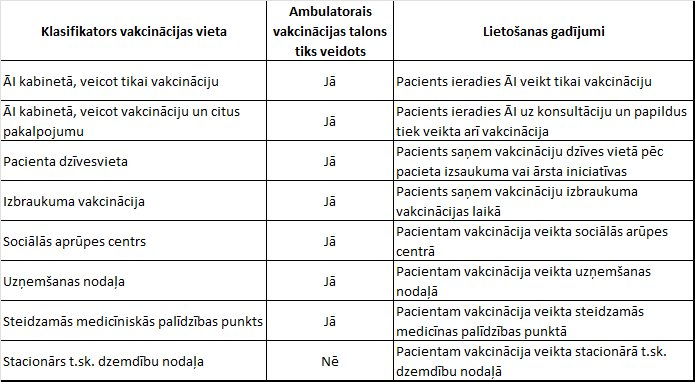 Klasifikators vakcinācijas vieta
Ambulatorais
vakcinācijas talons
tiks veidots
Lietošanas gadījumi
ĀI kabinetā, veicot tikai vakcināciju
Jā
Pacients ieradies ĀI veikt tikai vakcināciju
ĀI kabinetā, veicot vakcināciju un citus
pakalpojumu
Jā
Pacients ieradies ĀI uz konsultāciju un papildus
tiek veikta arī vakcinācija
Pacienta dzīvesvieta
Jā
Pacients saņem vakcināciju dzīves vietā pēc
pacieta izsaukuma vai ārsta iniciatīvas
Izbraukuma vakcinācija
Jā
Pacients saņem vakcināciju izbraukuma
vakcinācijas laikā
Sociālās aprūpes centrs
Jā
Pacientam vakcinācija veikta sociālās arūpes
centrā
Uzņemšanas nodaļa
Jā
Pacientam vakcinācija veikta uzņemšanas
nodaļā
Steidzamās medicīniskās palīdzības punkts
Jā
Pacientam vakcinācija veikta steidzamās
medicīnas palīdzības punktā
Stacionārs t.sk. dzemdību nodaļa
Nē
Pacientam vakcinācija veikta stacionārā t.sk.
dzemdību nodaļā